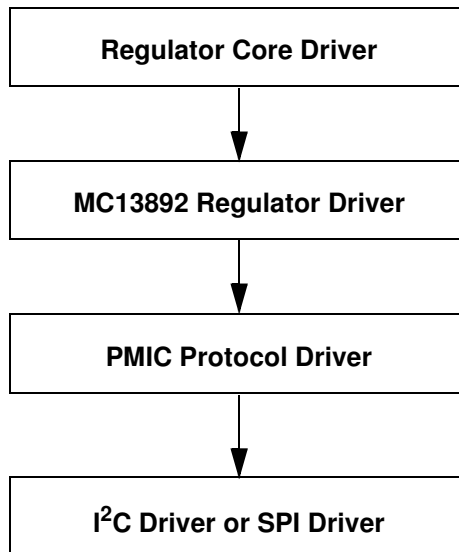 Regulator Core Driver
MC13892 Regulator Driver
PMIC Protocol Driver
I²C Driver or SPI Driver